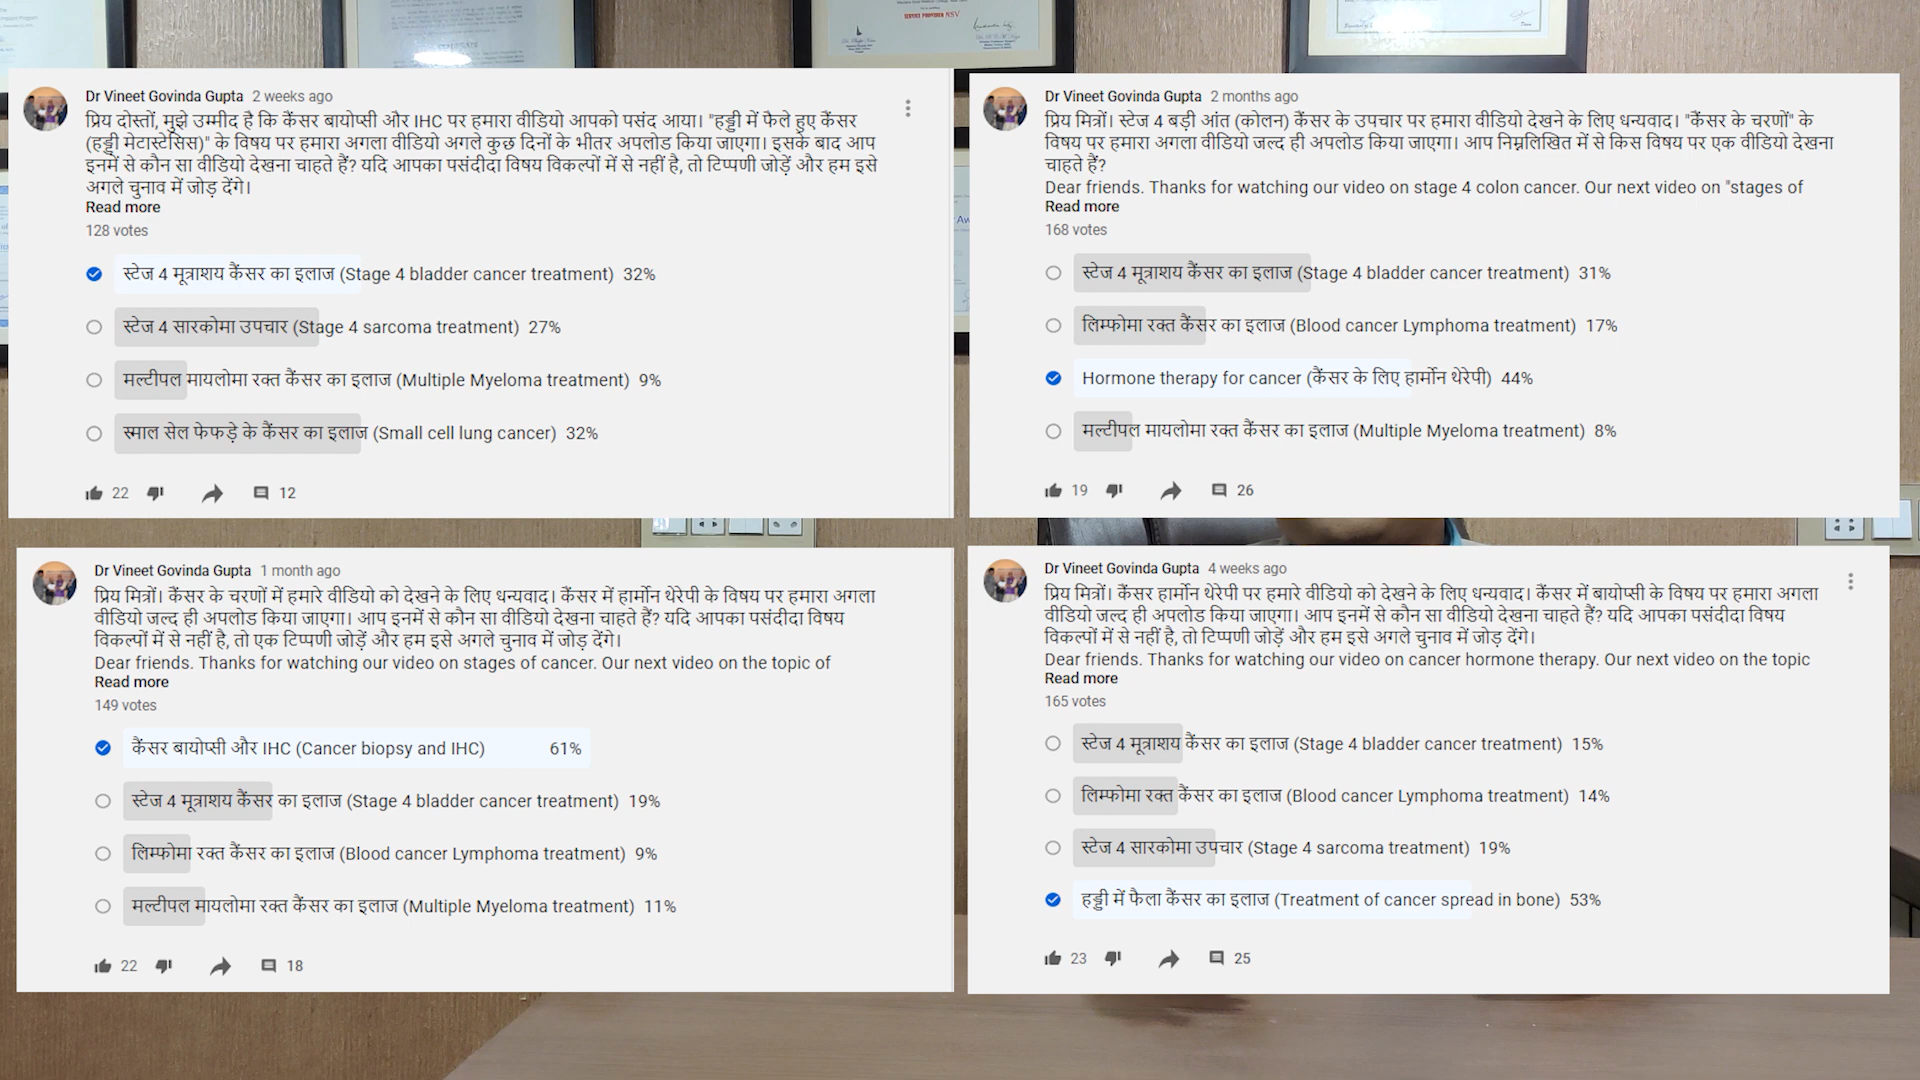 SERVICE PROVIDER RSV
Dr Vineet Govinda Gupta 2 weeks ago
प्रिय दोस्तों, मुझे उम्मीद है कि कैंसर बायोप्सी और IHC पर हमारा वीडियो आपको पसंद आया। "हड्डी में फैले हुए कैंसर
(हड्डी मेटास्टेसिस)" के विषय पर हमारा अगला वीडियो अगले कुछ दिनों के भीतर अपलोड किया जाएगा। इसके बाद आप
इनमें से कौन सा वीडियो देखना चाहते हैं? यदि आपका पसंदीदा विषय विकल्पों में से नहीं है, तो टिप्पणी जोड़ें और हम इसे
अगले चुनाव में जोड़ देंगे।
Read more
128 votes
स्टेज 4 मूत्राशय कैंसर का इलाज (Stage 4 bladder cancer treatment) 32%
स्टेज 4 सारकोमा उपचार (Stage 4 sarcoma treatment) 27%
मल्टीपल मायलोमा रक्त कैंसर का इलाज (Multiple Myeloma treatment) 9%
स्माल सेल फेफड़े के कैंसर का इलाज (Small cell lung cancer) 32%
22 12
Dr Vineet Govinda Gupta 2 months ago
प्रिय मित्रों। स्टेज 4 बड़ी आंत (कोलन) कैंसर के उपचार पर हमारा वीडियो देखने के लिए धन्यवाद। "कैंसर के चरणों" के
विषय पर हमारा अगला वीडियो जल्द ही अपलोड किया जाएगा। आप निम्नलिखित में से किस विषय पर एक वीडियो देखना
चाहते हैं?
Dear friends. Thanks for watching our video on stage 4 colon cancer. Our next video on "stages of
Read more
168 votes
स्टेज 4 मूत्राशय कैंसर का इलाज (Stage 4 bladder cancer treatment) 31%
लिम्फोमा रक्त कैंसर का इलाज (Blood cancer Lymphoma treatment) 17%
Hormone therapy for cancer (कैंसर के लिए हार्मोन थेरेपी) 44%
मल्टीपल मायलोमा रक्त कैंसर का इलाज (Multiple Myeloma treatment) 8%
19 26
Dr Vineet Govinda Gupta 1 month ago
प्रिय मित्रों। कैंसर के चरणों में हमारे वीडियो को देखने के लिए धन्यवाद। कैंसर में हार्मोन थेरेपी के विषय पर हमारा अगला
वीडियो जल्द ही अपलोड किया जाएगा। आप इनमें से कौन सा वीडियो देखना चाहते हैं? यदि आपका पसंदीदा विषय
विकल्पों में से नहीं है, तो एक टिप्पणी जोड़ें और हम इसे अगले चुनाव में जोड़ देंगे।
Dear friends. Thanks for watching our video on stages of cancer. Our next video on the topic of
Read more
149 votes
कैंसर बायोप्सी और IHC (Cancer biopsy and IHC) 61%
स्टेज 4 मूत्राशय कैंसर का इलाज (Stage 4 bladder cancer treatment) 19%
लिम्फोमा रक्त कैंसर का इलाज (Blood cancer Lymphoma treatment) 9%
मल्टीपल मायलोमा रक्त कैंसर का इलाज (Multiple Myeloma treatment) 11%
22 18
Dr Vineet Govinda Gupta 4 weeks ago
प्रिय मित्रों। कैंसर हार्मोन थेरेपी पर हमारे वीडियो को देखने के लिए धन्यवाद। कैंसर में बायोप्सी के विषय पर हमारा अगला
वीडियो जल्द ही अपलोड किया जाएगा। आप इनमें से कौन सा वीडियो देखना चाहते हैं? यदि आपका पसंदीदा विषय
विकल्पों में से नहीं है, तो टिप्पणी जोड़ें और हम इसे अगले चुनाव में जोड़ देंगे।
Dear friends. Thanks for watching our video on cancer hormone therapy. Our next video on the topic
Read more
165 votes
स्टेज 4 मूत्राशय कैंसर का इलाज (Stage 4 bladder cancer treatment) 15%
लिम्फोमा रक्त कैंसर का इलाज (Blood cancer Lymphoma treatment) 14%
स्टेज 4 सारकोमा उपचार (Stage 4 sarcoma treatment) 19%
हड्डी में फैला कैंसर का इलाज (Treatment of cancer spread in bone) 53%
23 25